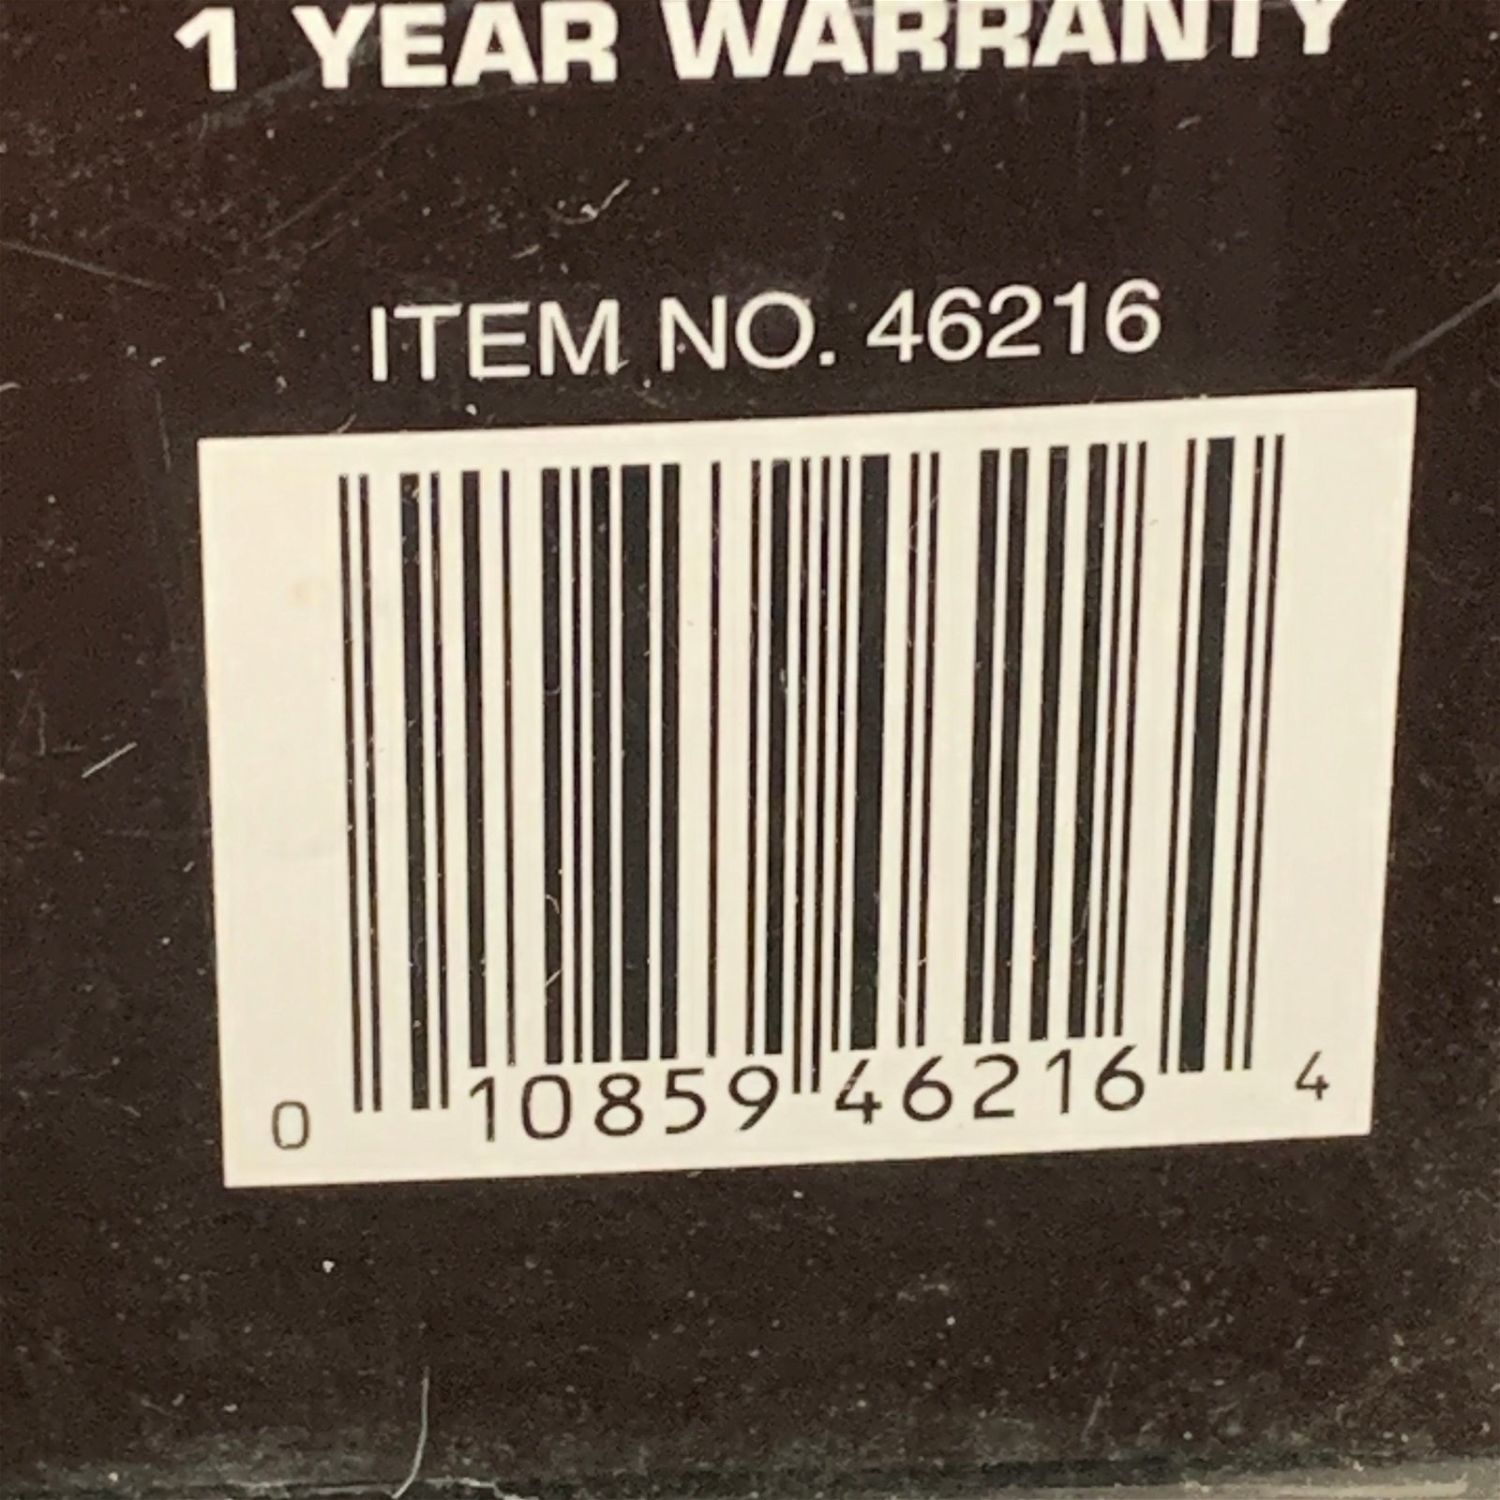 1 YEAR WARRANTY
ITEM NO. 46216
0 10859 46216 4